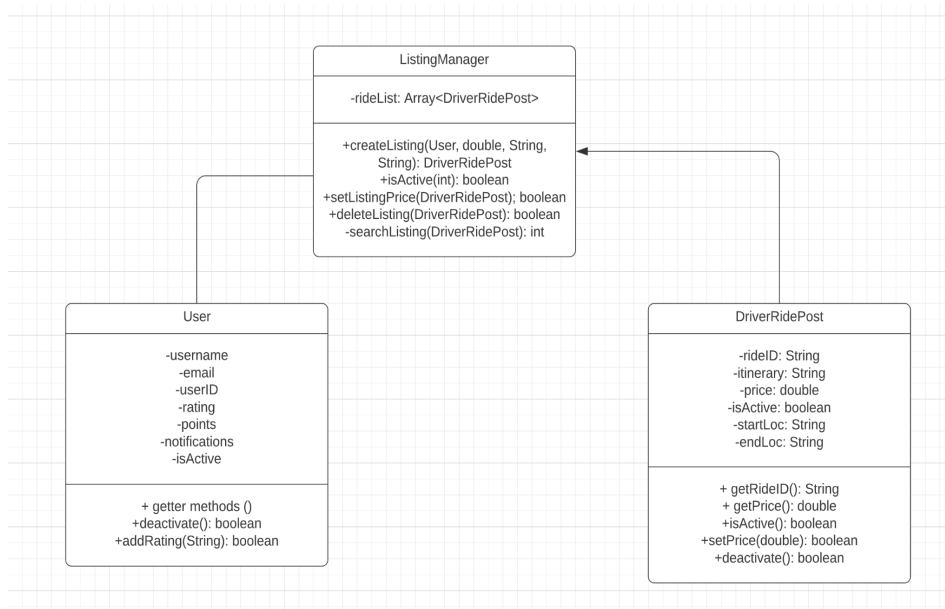 ListingManager
-rideList: Array<DriverRidePost>
+createListing(User, double, String,
String): DriverRidePost
+isActive(int): boolean
+setListingPrice(DriverRidePost); boolean
+deleteListing(DriverRidePost): boolean
-searchListing(DriverRidePost): int
User
-username
-email
-userID
-rating
-points
-notifications
-isActive
+ getter methods ()
+deactivate(): boolean
+addRating(String): boolean
DriverRidePost
-rideID: String
-itinerary: String
-price: double
-isActive: boolean
-startLoc: String
-endLoc: String
+ getRideID(): String
+ getPrice(): double
+isActive(): boolean
+setPrice(double): boolean
+deactivate(): boolean